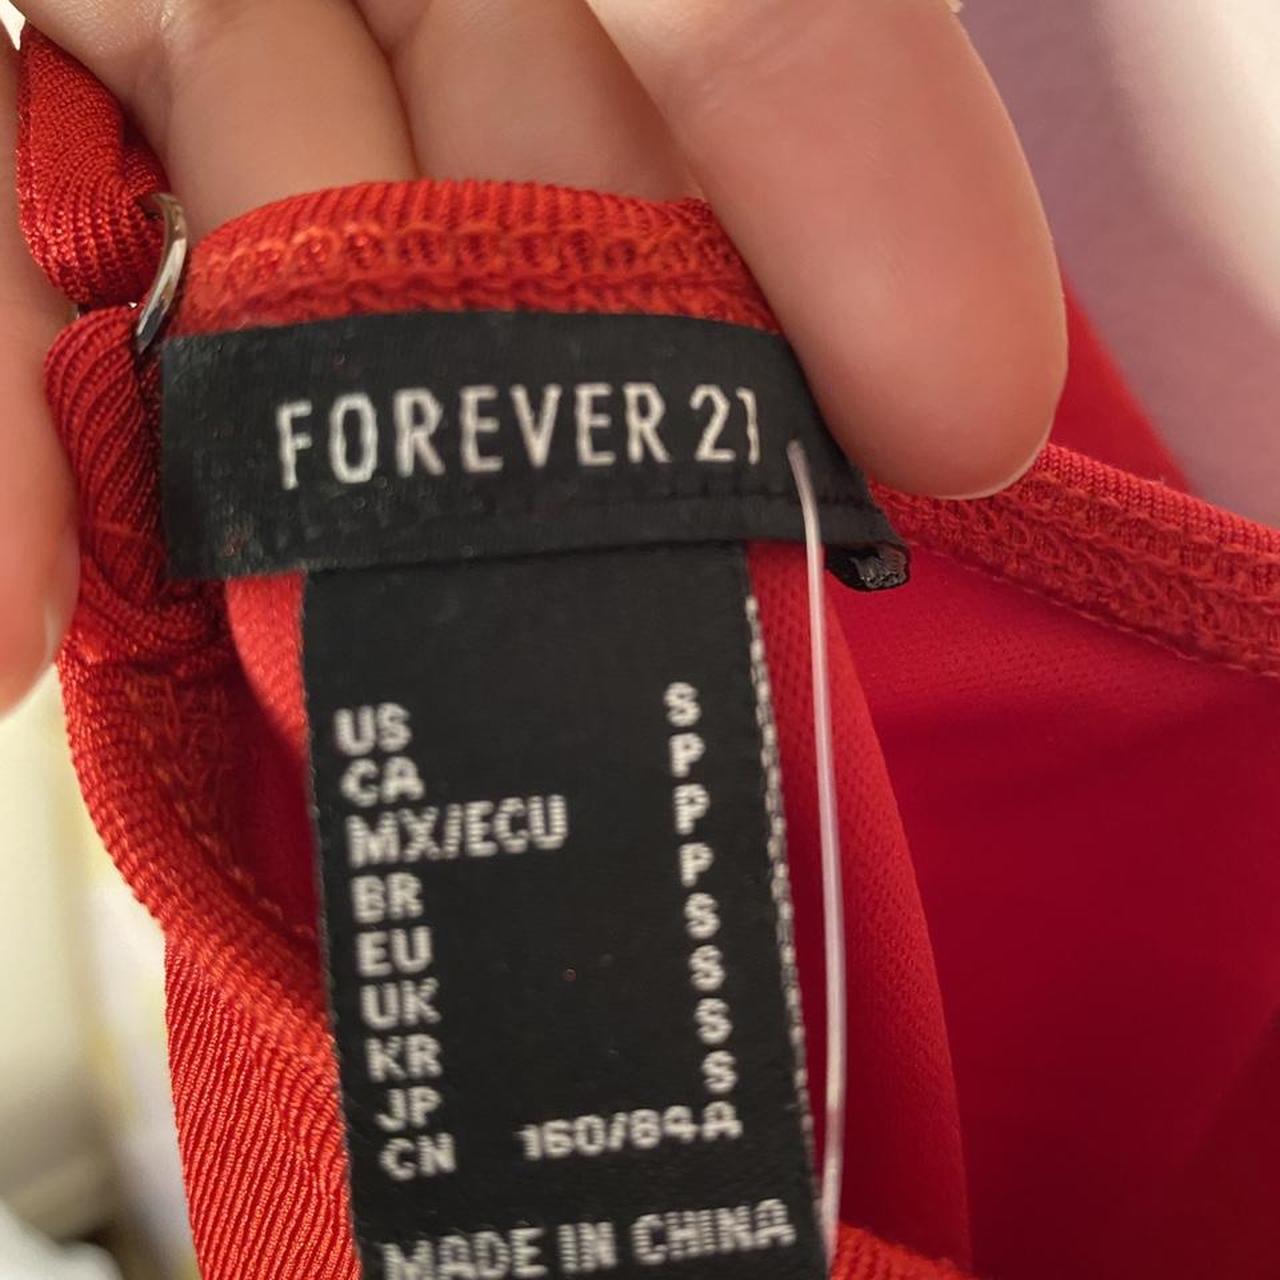 FOREVER 21
US S
CA P
MX/ECU P
BR P
EU S
UK S
KR S
JP S
CN 160/84A
MADE IN CHINA